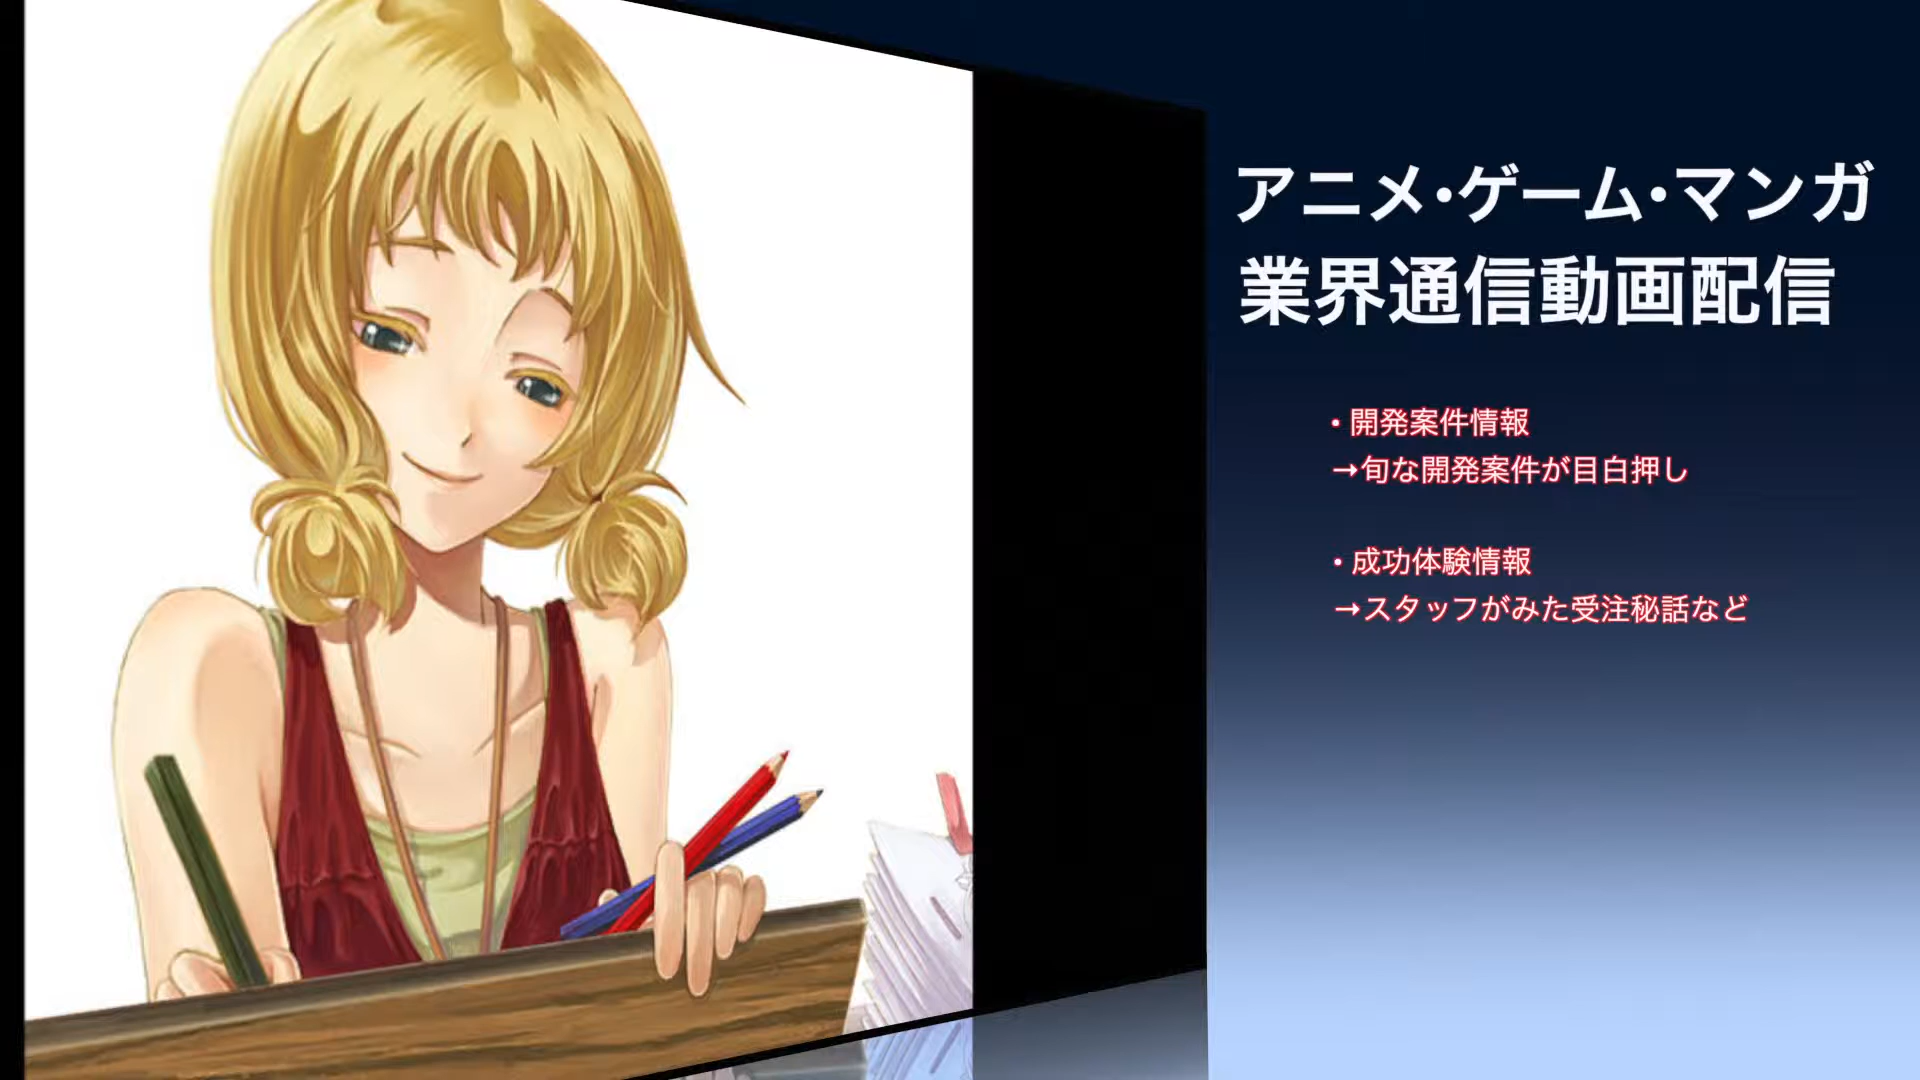 アニメ・ゲーム・マンガ
業界通信動画配信
・開発案件情報
→旬な開発案件が目白押し
・成功体験情報
→スタッフがみた受注秘話など